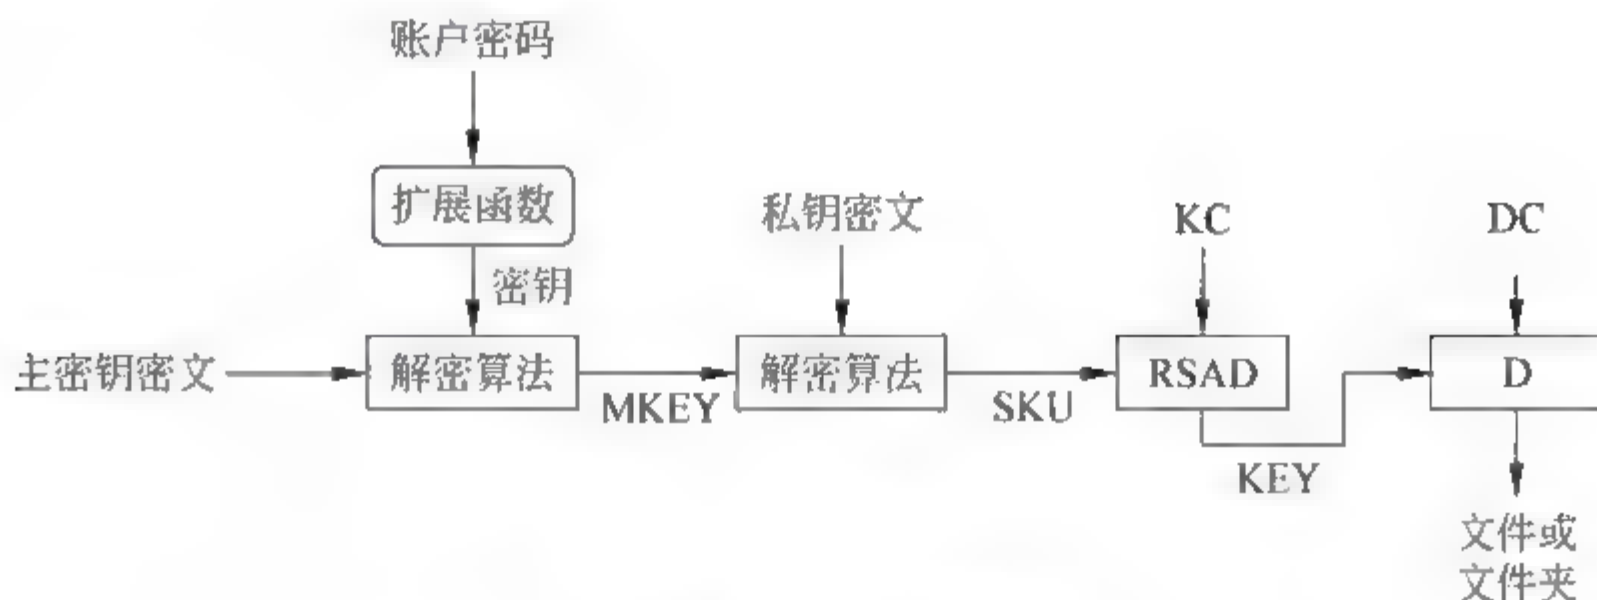 账户密码
扩展函数
私钥密文
KC
DC
密钥
主密钥密文
解密算法
解密算法
RSAD
D
MKEY
SKU
KEY
文件或
文件夹